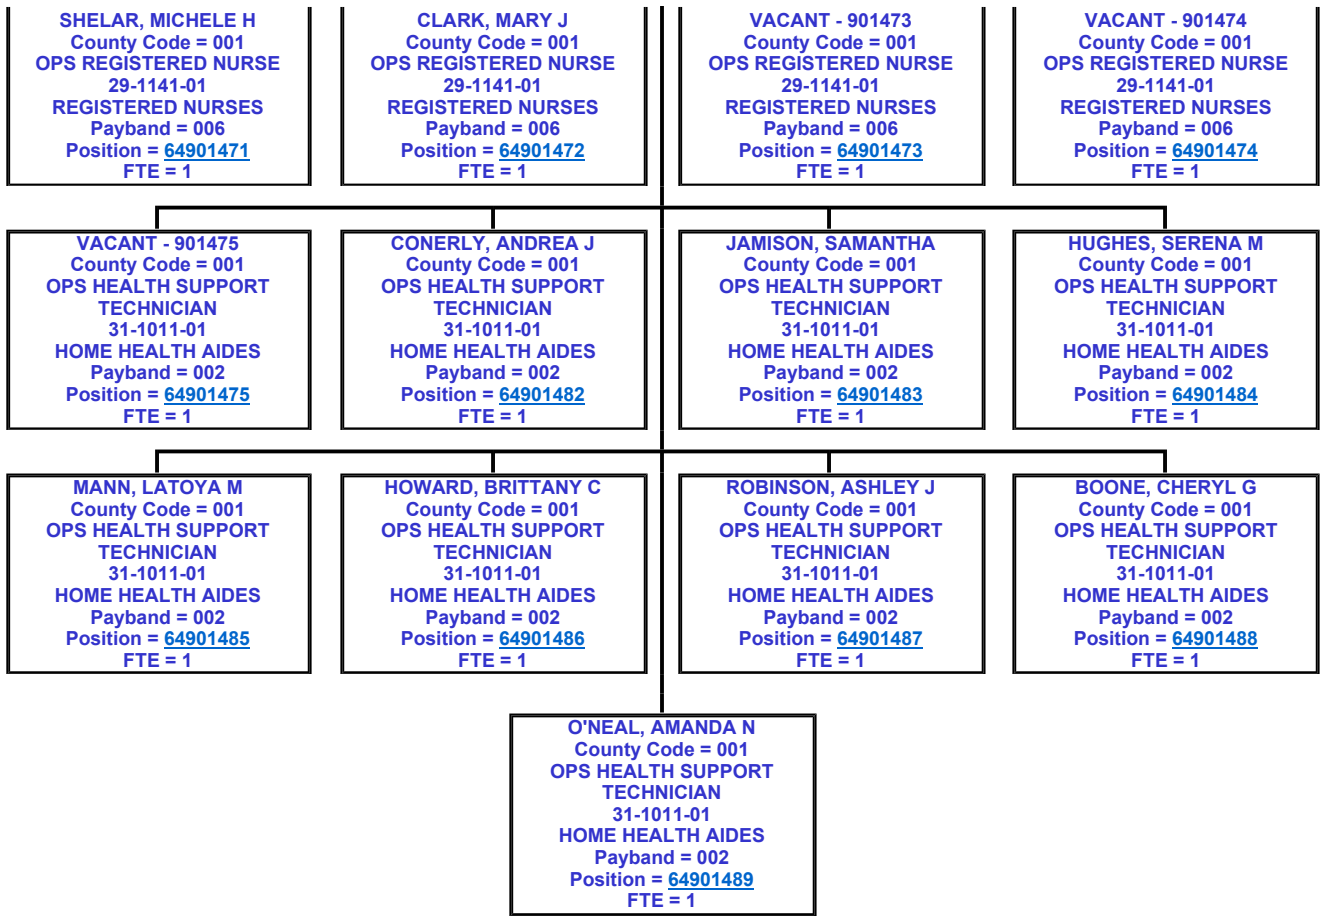 SHELAR, MICHELE H
County Code = 001
OPS REGISTERED NURSE
29-1141-01
REGISTERED NURSES
Payband = 006
Position = 64901471
FTE = 1
CLARK, MARY J
County Code = 001
OPS REGISTERED NURSE
29-1141-01
REGISTERED NURSES
Payband = 006
Position = 64901472
FTE = 1
VACANT - 901473
County Code = 001
OPS REGISTERED NURSE
29-1141-01
REGISTERED NURSES
Payband = 006
Position = 64901473
FTE = 1
VACANT - 901474
County Code = 001
OPS REGISTERED NURSE
29-1141-01
REGISTERED NURSES
Payband = 006
Position = 64901474
FTE = 1
VACANT - 901475
County Code = 001
OPS HEALTH SUPPORT
TECHNICIAN
31-1011-01
HOME HEALTH AIDES
Payband = 002
Position = 64901475
FTE = 1
CONERLY, ANDREA J
County Code = 001
OPS HEALTH SUPPORT
TECHNICIAN
31-1011-01
HOME HEALTH AIDES
Payband = 002
Position = 64901482
FTE = 1
JAMISON, SAMANTHA
County Code = 001
OPS HEALTH SUPPORT
TECHNICIAN
31-1011-01
HOME HEALTH AIDES
Payband = 002
Position = 64901483
FTE = 1
HUGHES, SERENA M
County Code = 001
OPS HEALTH SUPPORT
TECHNICIAN
31-1011-01
HOME HEALTH AIDES
Payband = 002
Position = 64901484
FTE = 1
MANN, LATOYA M
County Code = 001
OPS HEALTH SUPPORT
TECHNICIAN
31-1011-01
HOME HEALTH AIDES
Payband = 002
Position = 64901485
FTE = 1
HOWARD, BRITTANY C
County Code = 001
OPS HEALTH SUPPORT
TECHNICIAN
31-1011-01
HOME HEALTH AIDES
Payband = 002
Position = 64901486
FTE = 1
ROBINSON, ASHLEY J
County Code = 001
OPS HEALTH SUPPORT
TECHNICIAN
31-1011-01
HOME HEALTH AIDES
Payband = 002
Position = 64901487
FTE = 1
BOONE, CHERYL G
County Code = 001
OPS HEALTH SUPPORT
TECHNICIAN
31-1011-01
HOME HEALTH AIDES
Payband = 002
Position = 64901488
FTE = 1
O'NEAL, AMANDA N
County Code = 001
OPS HEALTH SUPPORT
TECHNICIAN
31-1011-01
HOME HEALTH AIDES
Payband = 002
Position = 64901489
FTE = 1